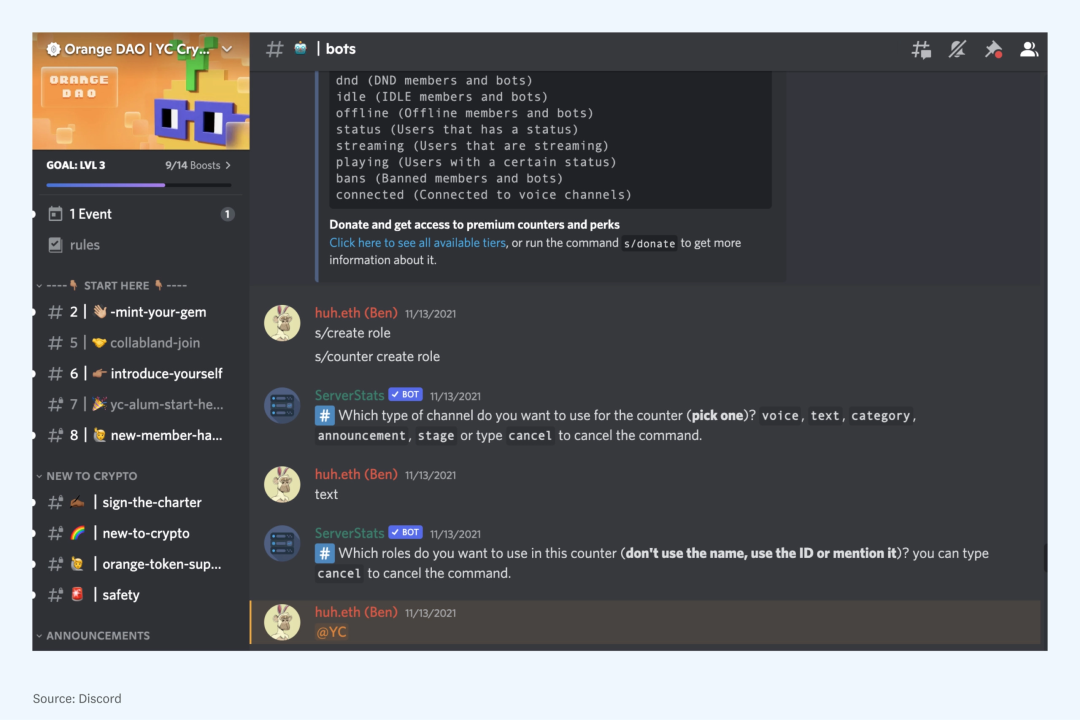 Orange DAO | YC Cry...
ORANGE
DAO
GOAL: LVL 3 9/14 Boosts >
1 Event 1
rules
---- START HERE ----
# 2 | -mint-your-gem
# 5 | collabland-join
# 6 | introduce-yourself
# 7 | yc-alum-start-he...
# 8 | new-member-ha...
NEW TO CRYPTO
# | sign-the-charter
# | new-to-crypto
# | orange-token-sup...
# | safety
ANNOUNCEMENTS
# | bots
dnd (DND members and bots)
idle (IDLE members and bots)
offline (Offline members and bots)
status (Users that has a status)
streaming (Users that are streaming)
playing (Users with a certain status)
bans (Banned members and bots)
connected (Connected to voice channels)
Donate and get access to premium counters and perks
Click here to see all available tiers, or run the command s/donate to get more
information about it.
huh.eth (Ben) 11/13/2021
s/create role
s/counter create role
ServerStats ✓ BOT 11/13/2021
# Which type of channel do you want to use for the counter (pick one)? voice, text, category,
announcement, stage or type cancel to cancel the command.
huh.eth (Ben) 11/13/2021
text
ServerStats ✓ BOT 11/13/2021
# Which roles do you want to use in this counter (don't use the name, use the ID or mention it)? you can type
cancel to cancel the command.
huh.eth (Ben) 11/13/2021
@YC
Source: Discord